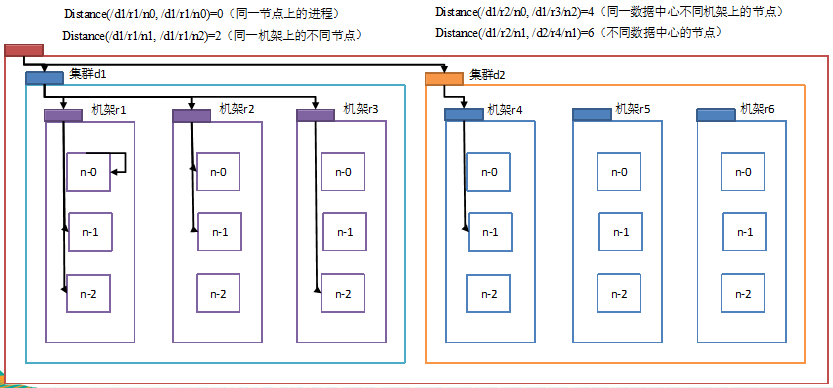 Distance(/d1/r1/n0, /d1/r1/n0)=0（同一节点上的进程）
Distance(/d1/r1/n1, /d1/r1/n2)=2（同一机架上的不同节点）
Distance(/d1/r2/n0, /d1/r3/n2)=4（同一数据中心不同机架上的节点）
Distance(/d1/r2/n1, /d2/r4/n1)=6（不同数据中心的节点）
集群d1
集群d2
机架r1
机架r2
机架r3
机架r4
机架r5
机架r6
n-0
n-0
n-0
n-0
n-0
n-0
n-1
n-1
n-1
n-1
n-1
n-1
n-2
n-2
n-2
n-2
n-2
n-2